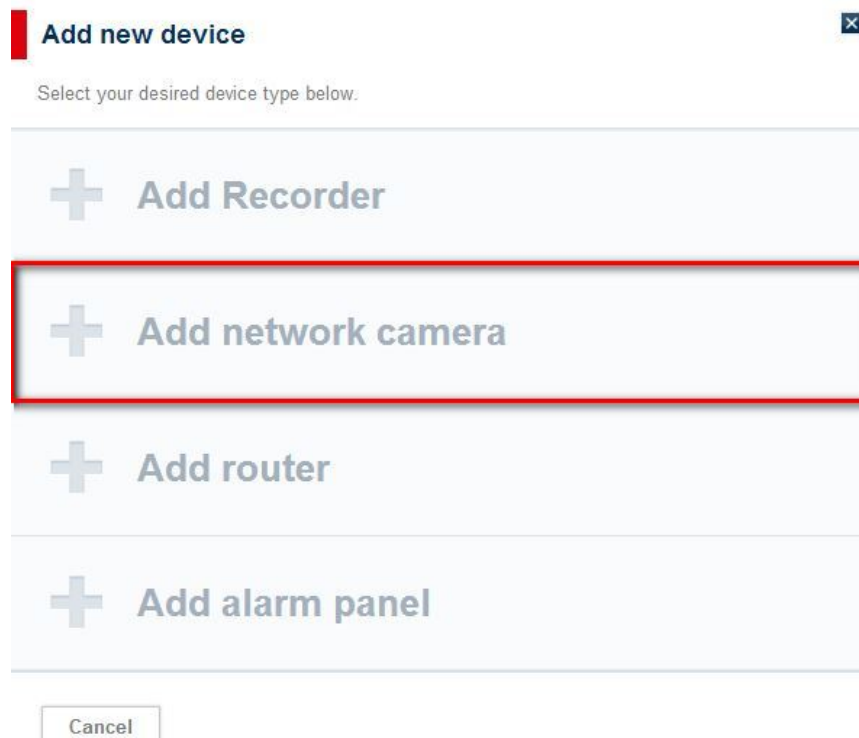 Add new device
Select your desired device type below.
Add Recorder
Add network camera
Add router
Add alarm panel
Cancel